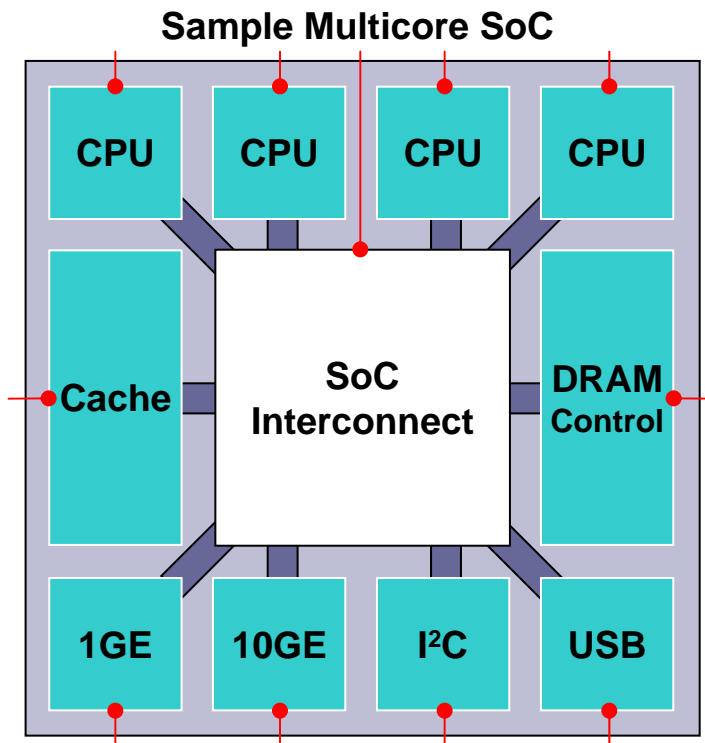 Sample Multicore SoC
CPU
CPU
CPU
CPU
Cache
SoC
Interconnect
DRAM
Control
1GE
10GE
I²C
USB